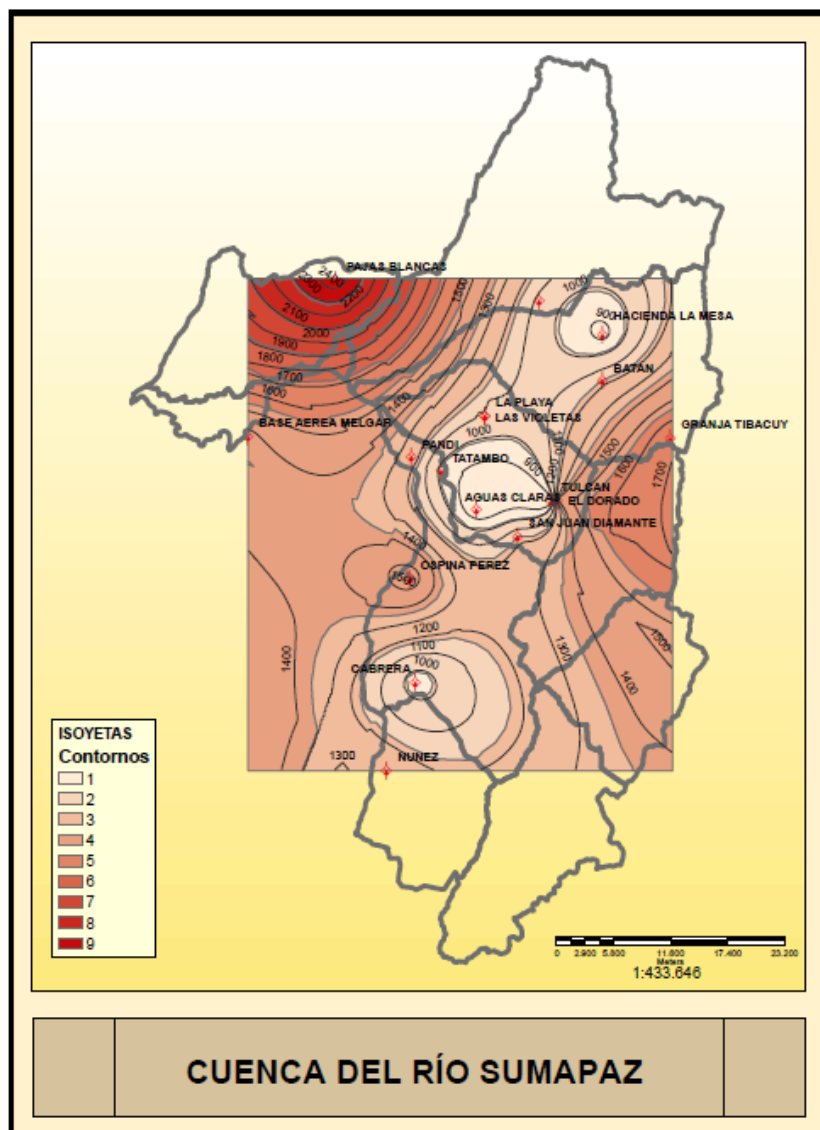 PAJAS BLANCAS
2400
2300
2200
2100
2000
1900
1800
1700
1600
1500
1300
1000
900
HACIENDA LA MESA
BATAN
LA PLAYA
LAS VIOLETAS
1400
BASE AEREA MELGAR
1000
GRANJA TIBACUY
PANDI
TATAMBO
900
1200
1500
1600
1700
TULCAN
AGUAS CLARAS
EL DORADO
SAN JUAN DIAMANTE
1400
OSPINA PEREZ
1500
1200
1100
1000
CABRERA
1400
1300
1400
1500
1300
NUÑEZ
ISOYETAS
Contornos
1
2
3
4
5
6
7
8
9
0 2.900 5.800 11.600 17.400 23.200
Meters
1:433.646
CUENCA DEL RÍO SUMAPAZ